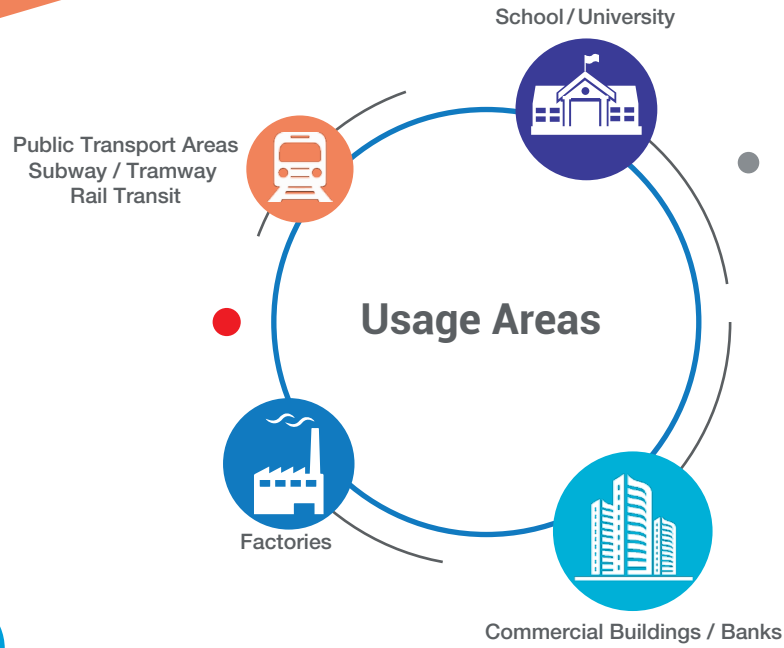 School / University
Public Transport Areas
Subway / Tramway
Rail Transit
Usage Areas
Factories
Commercial Buildings / Banks